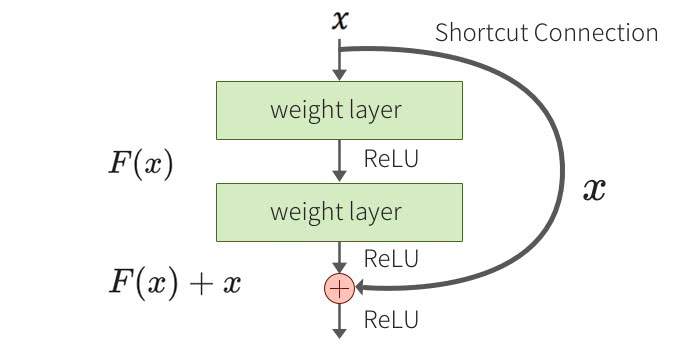 x
Shortcut Connection
weight layer
F(x)
ReLU
x
weight layer
ReLU
F(x) + x
+
ReLU